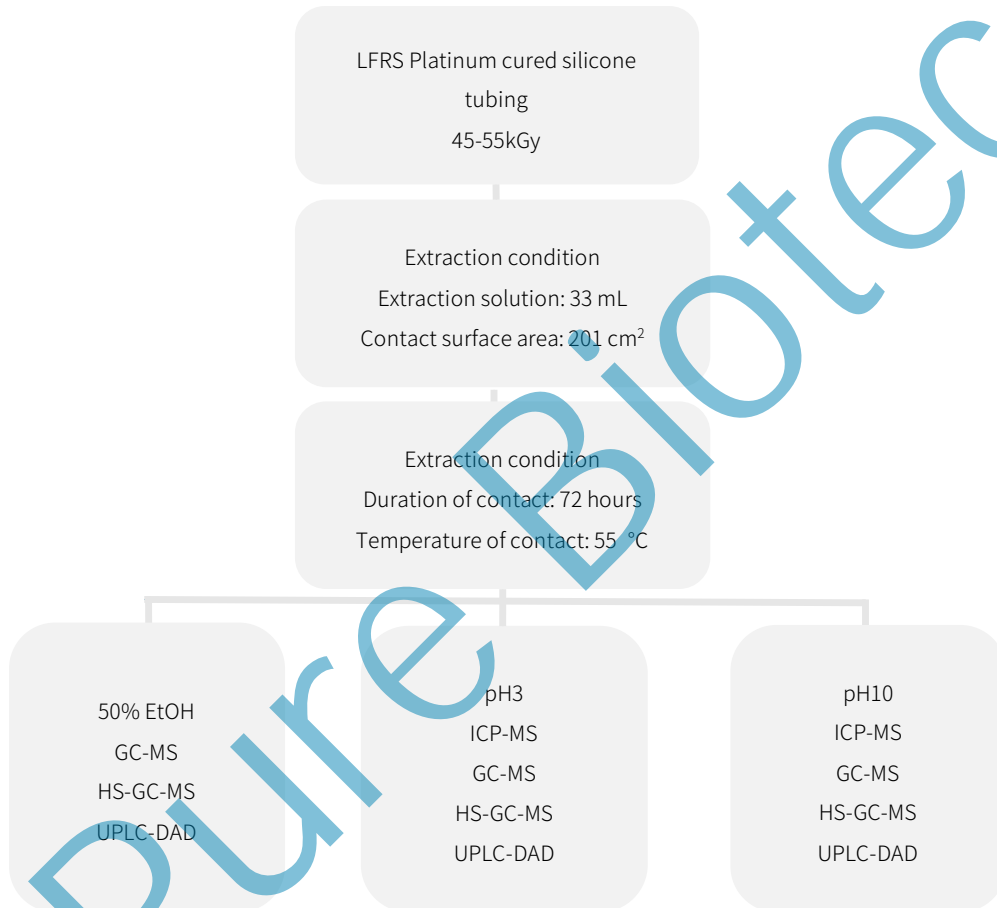 LFRS Platinum cured silicone
tubing
45-55kGy
Extraction condition
Extraction solution: 33 mL
Contact surface area: 201 cm²
Extraction condition
Duration of contact: 72 hours
Temperature of contact: 55 °C
50% EtOH
GC-MS
HS-GC-MS
UPLC-DAD
pH3
ICP-MS
GC-MS
HS-GC-MS
UPLC-DAD
pH10
ICP-MS
GC-MS
HS-GC-MS
UPLC-DAD
Pure Biotec